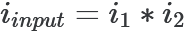 i_{input} = i_1 * i_2